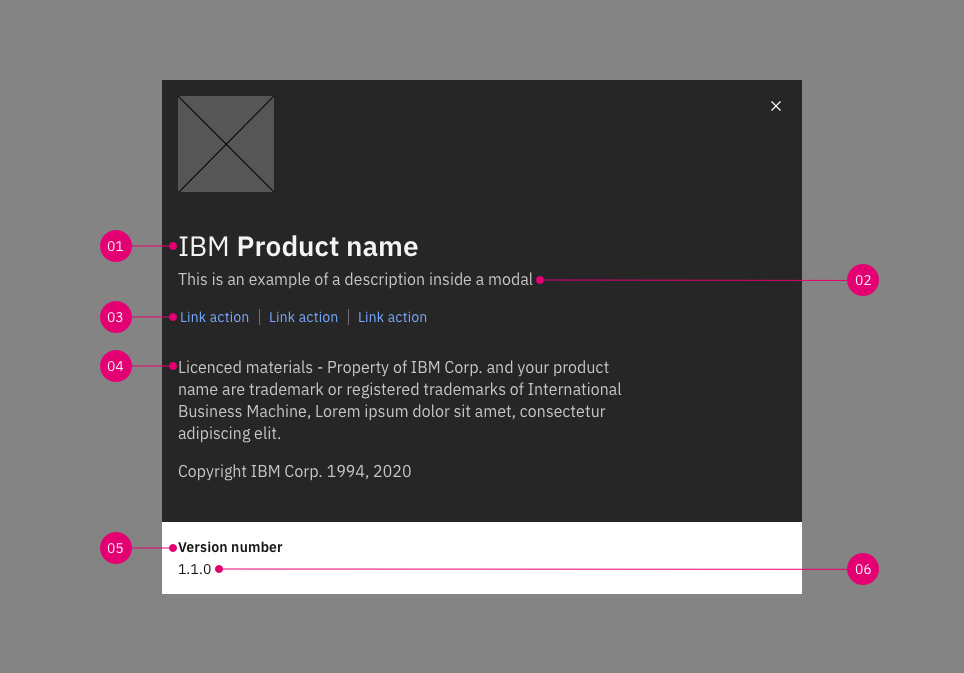 01
IBM Product name
This is an example of a description inside a modal
02
03
Link action | Link action | Link action
04
Licenced materials - Property of IBM Corp. and your product
name are trademark or registered trademarks of International
Business Machine, Lorem ipsum dolor sit amet, consectetur
adipiscing elit.
Copyright IBM Corp. 1994, 2020
05
Version number
1.1.0
06